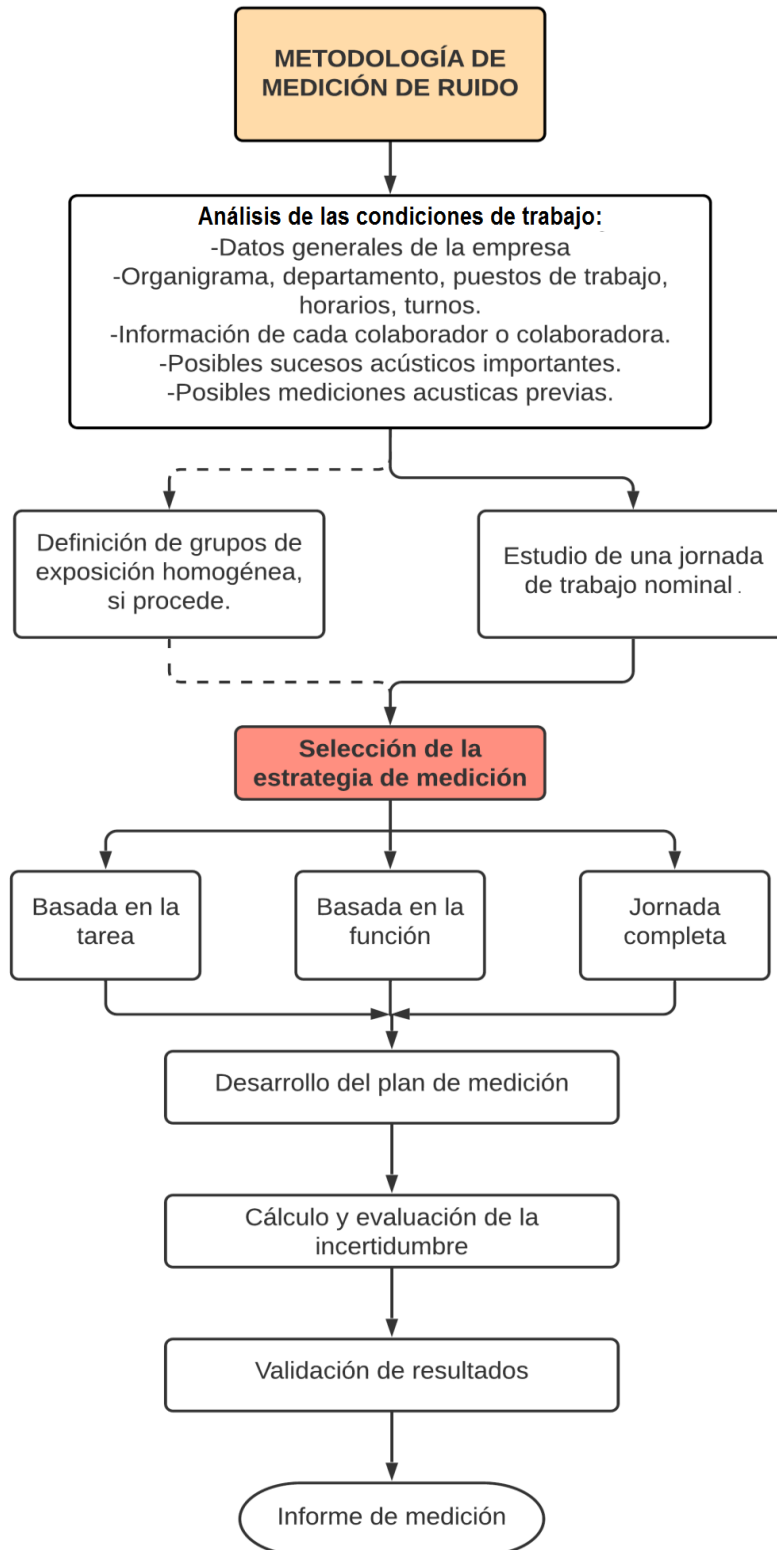 METODOLOGÍA DE
MEDICIÓN DE RUIDO
Análisis de las condiciones de trabajo:
-Datos generales de la empresa
-Organigrama, departamento, puestos de trabajo,
horarios, turnos.
-Información de cada colaborador o colaboradora.
-Posibles sucesos acústicos importantes.
-Posibles mediciones acusticas previas.
Definición de grupos de
exposición homogénea,
si procede.
Estudio de una jornada
de trabajo nominal .
Selección de la
estrategia de medición
Basada en la
tarea
Basada en la
función
Jornada
completa
Desarrollo del plan de medición
Cálculo y evaluación de la
incertidumbre
Validación de resultados
Informe de medición